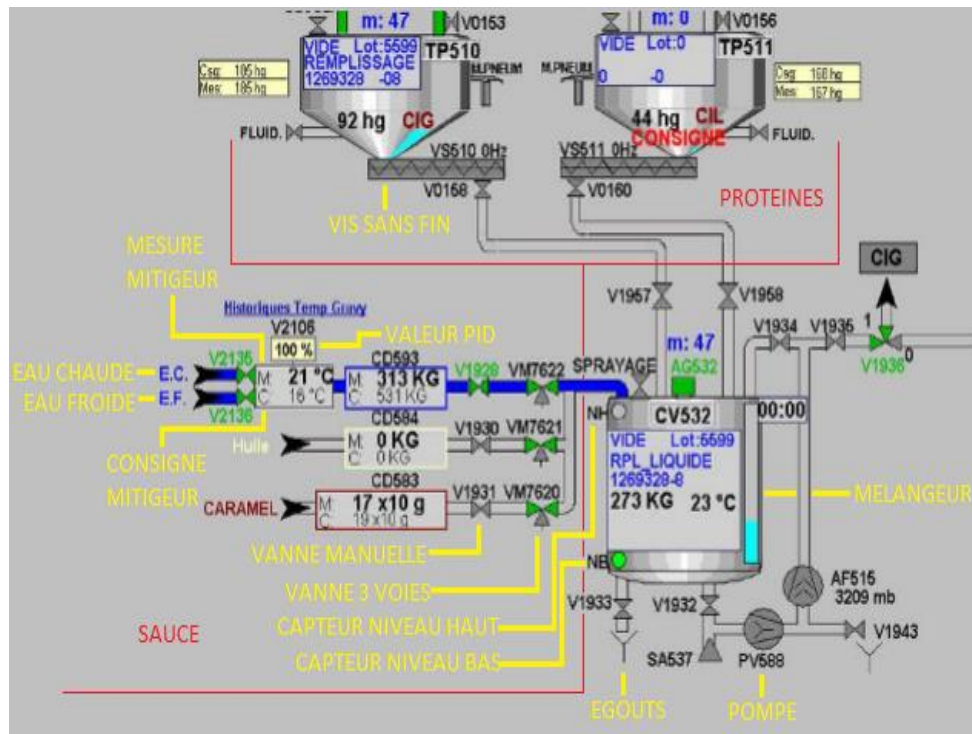 m: 47
V0153
m: 0
V0156
VIDE Lot:5599
TP510
REMPLISSAGE
1269328 -08
VIDE Lot:0
TP511
0 -0
M.PNEUM
M.PNEUM
Csg: 185 hg
Mes: 185 hg
Csg: 168 hg
Mes: 167 hg
92 hg CIG
44 hg CIL
CONSIGNE
FLUID.
FLUID.
VS510 0Hz
VS511 0Hz
V0168
V0160
PROTEINES
VIS SANS FIN
MESURE
MITIGEUR
CIG
V1957
V1958
Historiques Temp Gravy
V2106
100 %
VALEUR PID
V1934
V1935
1
V1936
0
m: 47
AG532
SPRAYAGE
V2135
CD593
V1928
VM7622
EAU CHAUDE
E.C.
M: 21 °C
M: 313 KG
EAU FROIDE
E.F.
C: 16 °C
C: 531 KG
V2136
CD584
V1930
VM7621
Huile
M: 0 KG
C: 0 KG
CONSIGNE
MITIGEUR
CD583
V1931
VM7620
CARAMEL
M: 17 x10 g
C: 19 x10 g
NH
CV532
00:00
VIDE Lot:5599
RPL_LIQUIDE
1269328-8
273 KG 23 °C
MELANGEUR
VANNE MANUELLE
NB
VANNE 3 VOIES
AF515
3209 mb
V1933
V1932
CAPTEUR NIVEAU HAUT
SAUCE
V1943
CAPTEUR NIVEAU BAS
SA537
PV588
EGOUTS
POMPE